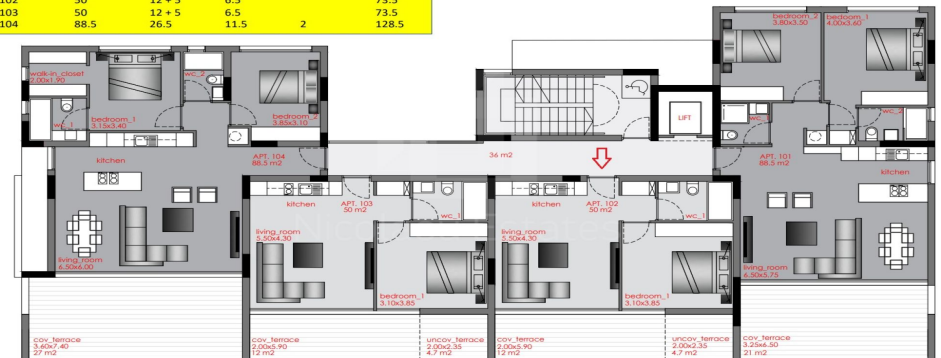 102 50 12 + 5 6.5 73.5
103 50 12 + 5 6.5 73.5
104 88.5 26.5 11.5 2 128.5
walk-in_closet
2.00x1.90
wc_2
wc_1
bedroom_1
3.15x3.40
bedroom_2
3.85x3.10
kitchen
APT. 104
88.5 m2
living_room
6.50x6.00
cov_terrace
3.60x7.40
27 m2
36 m2
LIFT
kitchen
APT. 103
50 m2
wc_1
living_room
5.50x4.30
bedroom_1
3.10x3.85
cov_terrace
2.00x5.90
12 m2
uncov_terrace
2.00x2.35
4.7 m2
kitchen
APT. 102
50 m2
wc_1
living_room
5.50x4.30
bedroom_1
3.10x3.85
cov_terrace
2.00x5.90
12 m2
uncov_terrace
2.00x2.35
4.7 m2
bedroom_2
3.80x3.50
bedroom_1
4.00x3.60
wc_2
APT. 101
88.5 m2
kitchen
living_room
6.50x5.75
cov_terrace
3.25x6.50
21 m2